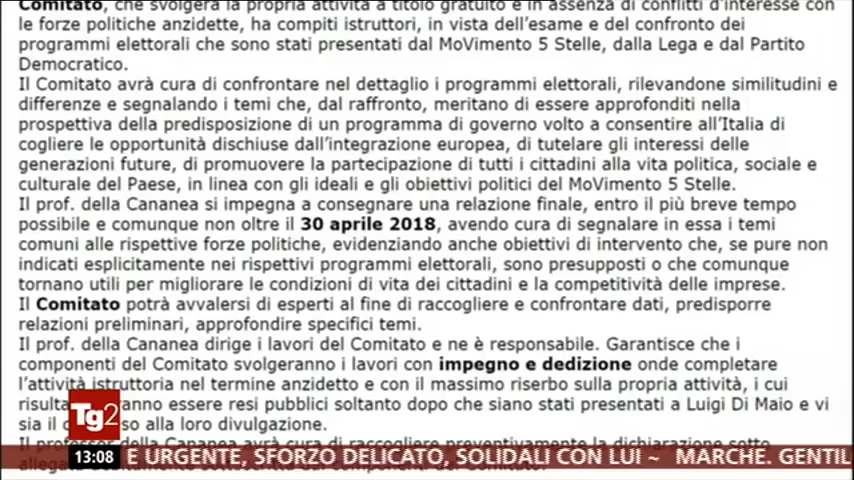 Comitato, che svolgerà la propria attività a titolo gratuito e in assenza di conflitti d'interesse con
le forze politiche anzidette, ha compiti istruttori, in vista dell'esame e del confronto dei
programmi elettorali che sono stati presentati dal MoVimento 5 Stelle, dalla Lega e dal Partito
Democratico.
Il Comitato avrà cura di confrontare nel dettaglio i programmi elettorali, rilevandone similitudini e
differenze e segnalando i temi che, dal raffronto, meritano di essere approfonditi nella
prospettiva della predisposizione di un programma di governo volto a consentire all'Italia di
cogliere le opportunità dischiuse dall'integrazione europea, di tutelare gli interessi delle
generazioni future, di promuovere la partecipazione di tutti i cittadini alla vita politica, sociale e
culturale del Paese, in linea con gli ideali e gli obiettivi politici del MoVimento 5 Stelle.
Il prof. della Cananea si impegna a consegnare una relazione finale, entro il più breve tempo
possibile e comunque non oltre il 30 aprile 2018, avendo cura di segnalare in essa i temi
comuni alle rispettive forze politiche, evidenziando anche obiettivi di intervento che, se pure non
indicati esplicitamente nei rispettivi programmi elettorali, sono presupposti o che comunque
tornano utili per migliorare le condizioni di vita dei cittadini e la competitività delle imprese.
Il Comitato potrà avvalersi di esperti al fine di raccogliere e confrontare dati, predisporre
relazioni preliminari, approfondire specifici temi.
Il prof. della Cananea dirige i lavori del Comitato e ne è responsabile. Garantisce che i
componenti del Comitato svolgeranno i lavori con impegno e dedizione onde completare
l'attività istruttoria nel termine anzidetto e con il massimo riserbo sulla propria attività, i cui
risulta anno essere resi pubblici soltanto dopo che siano stati presentati a Luigi Di Maio e vi
sia il so alla loro divulgazione.
Il professor della Cananea avrà cura di raccogliere preventivamente la dichiarazione sotto
Tg2
13:08 E URGENTE, SFORZO DELICATO, SOLIDALI CON LUI ~ MARCHE. GENTIL